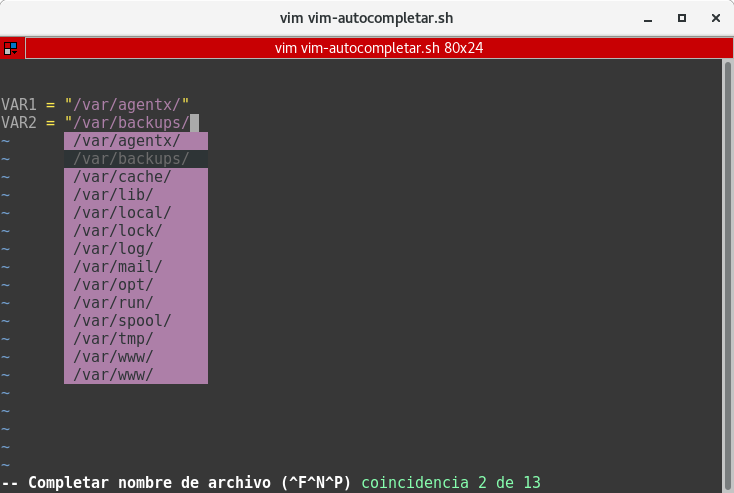 vim vim-autocompletar.sh
vim vim-autocompletar.sh 80x24
VAR1 = "/var/agentx/"
VAR2 = "/var/backups/
~ /var/agentx/
~ /var/backups/
~ /var/cache/
~ /var/lib/
~ /var/local/
~ /var/lock/
~ /var/log/
~ /var/mail/
~ /var/opt/
~ /var/run/
~ /var/spool/
~ /var/tmp/
~ /var/www/
~ /var/www/
~
~
~
~
~
-- Completar nombre de archivo (^F^N^P) coincidencia 2 de 13